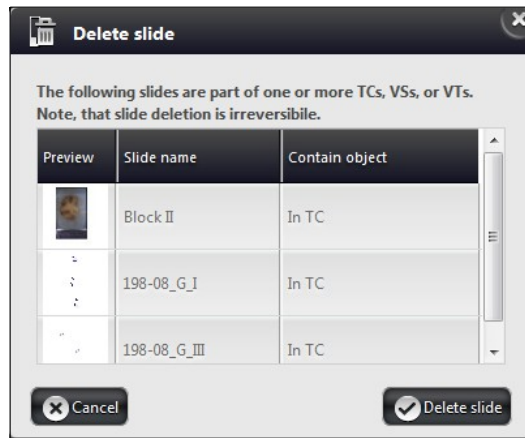 Delete slide
The following slides are part of one or more TCs, VSs, or VTs.
Note, that slide deletion is irreversibile.
Preview Slide name Contain object
Block II In TC
198-08_G_I In TC
198-08_G_III In TC
Cancel Delete slide